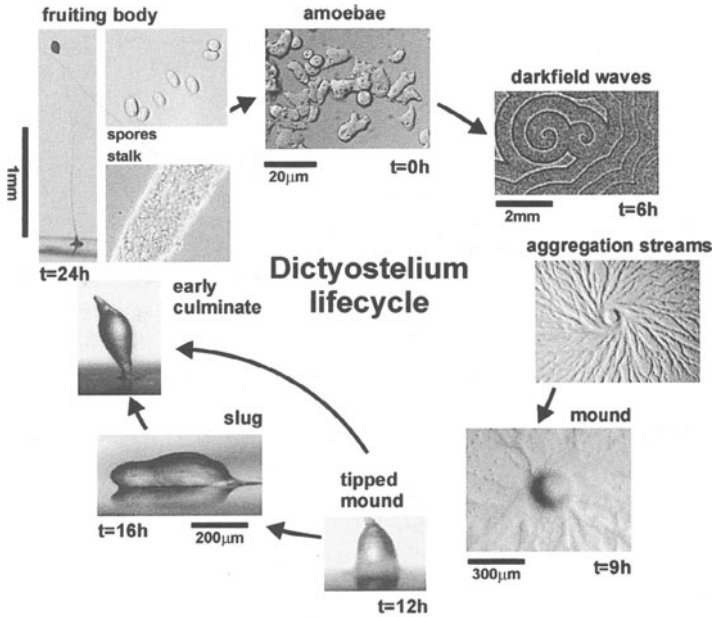 fruiting body
amoebae
darkfield waves
spores
stalk
1mm
20μm
t=0h
2mm
t=6h
t=24h
Dictyostelium
lifecycle
aggregation streams
early
culminate
mound
slug
tipped
mound
t=16h
200μm
t=12h
300μm
t=9h